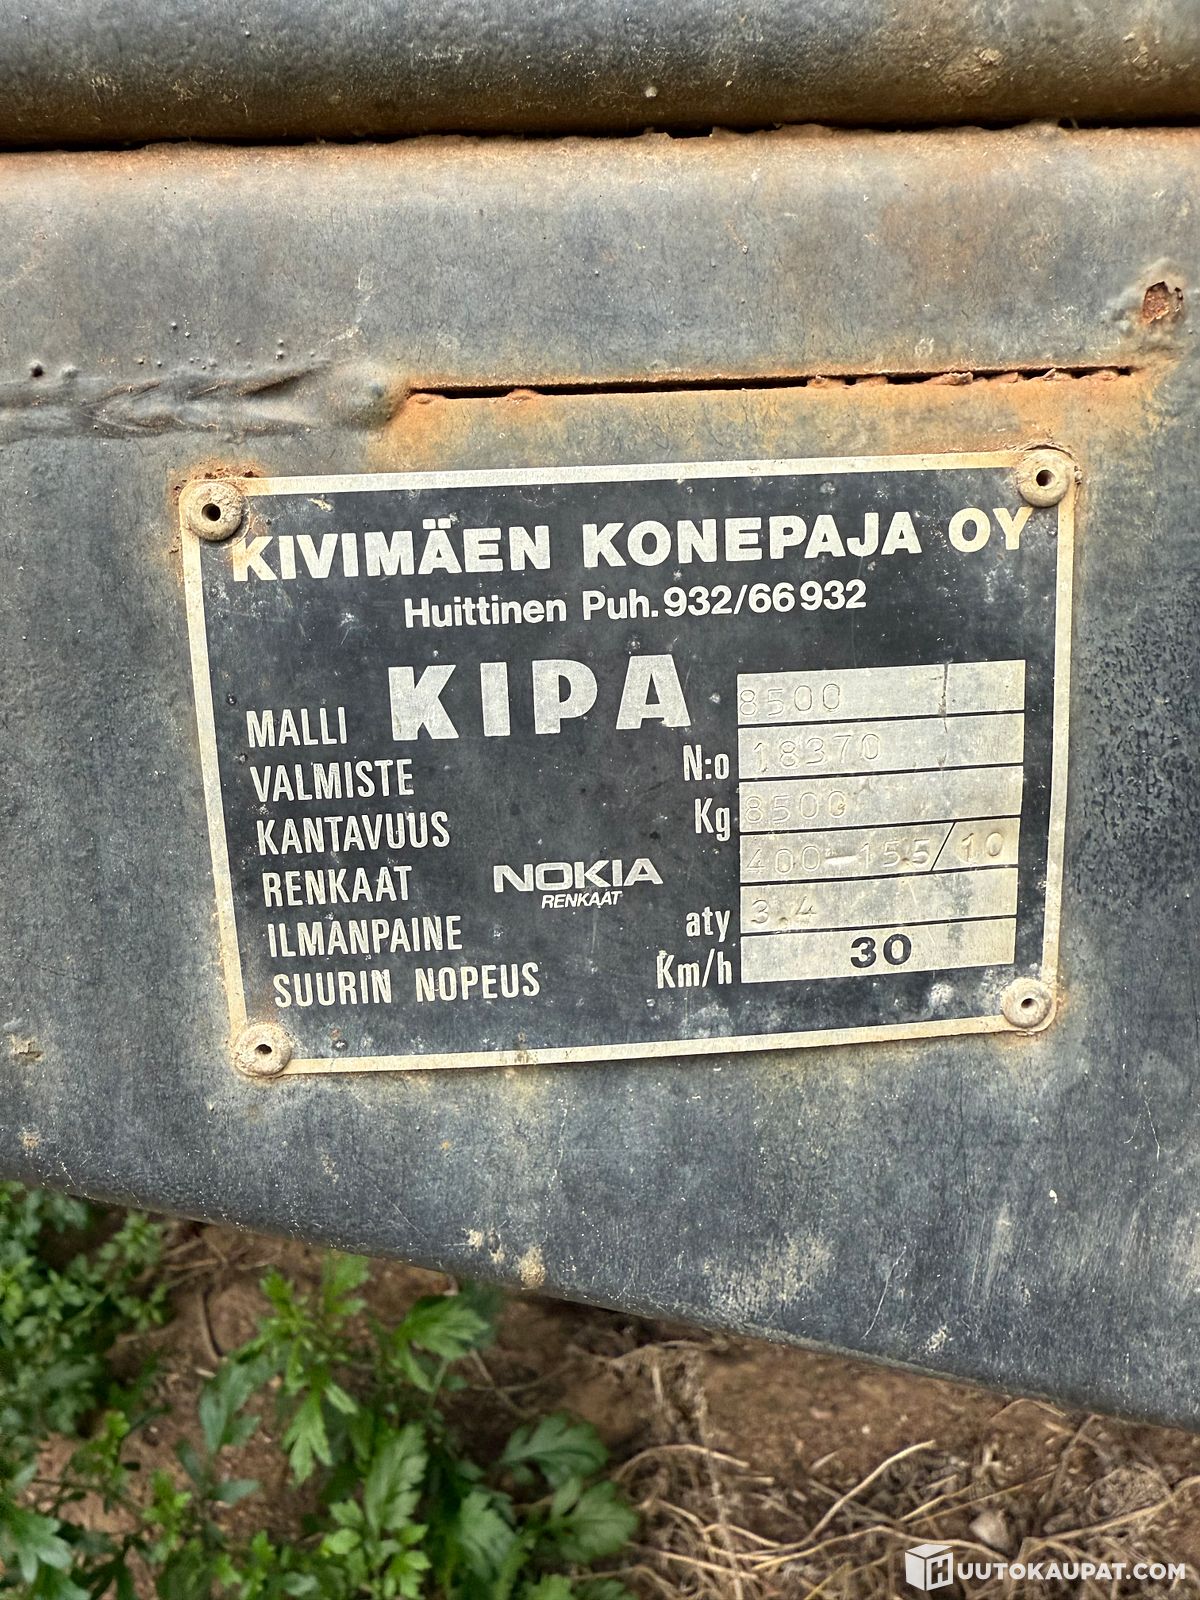 KIVIMÄEN KONEPAJA OY
Huittinen Puh. 932/66932
MALLI KIPA 8500
VALMISTE N:o 18370
KANTAVUUS Kg 8500
RENKAAT NOKIA RENKAAT 400-155/10
ILMANPAINE aty 3.4
SUURIN NOPEUS Km/h 30
HUUTOKAUPAT.COM